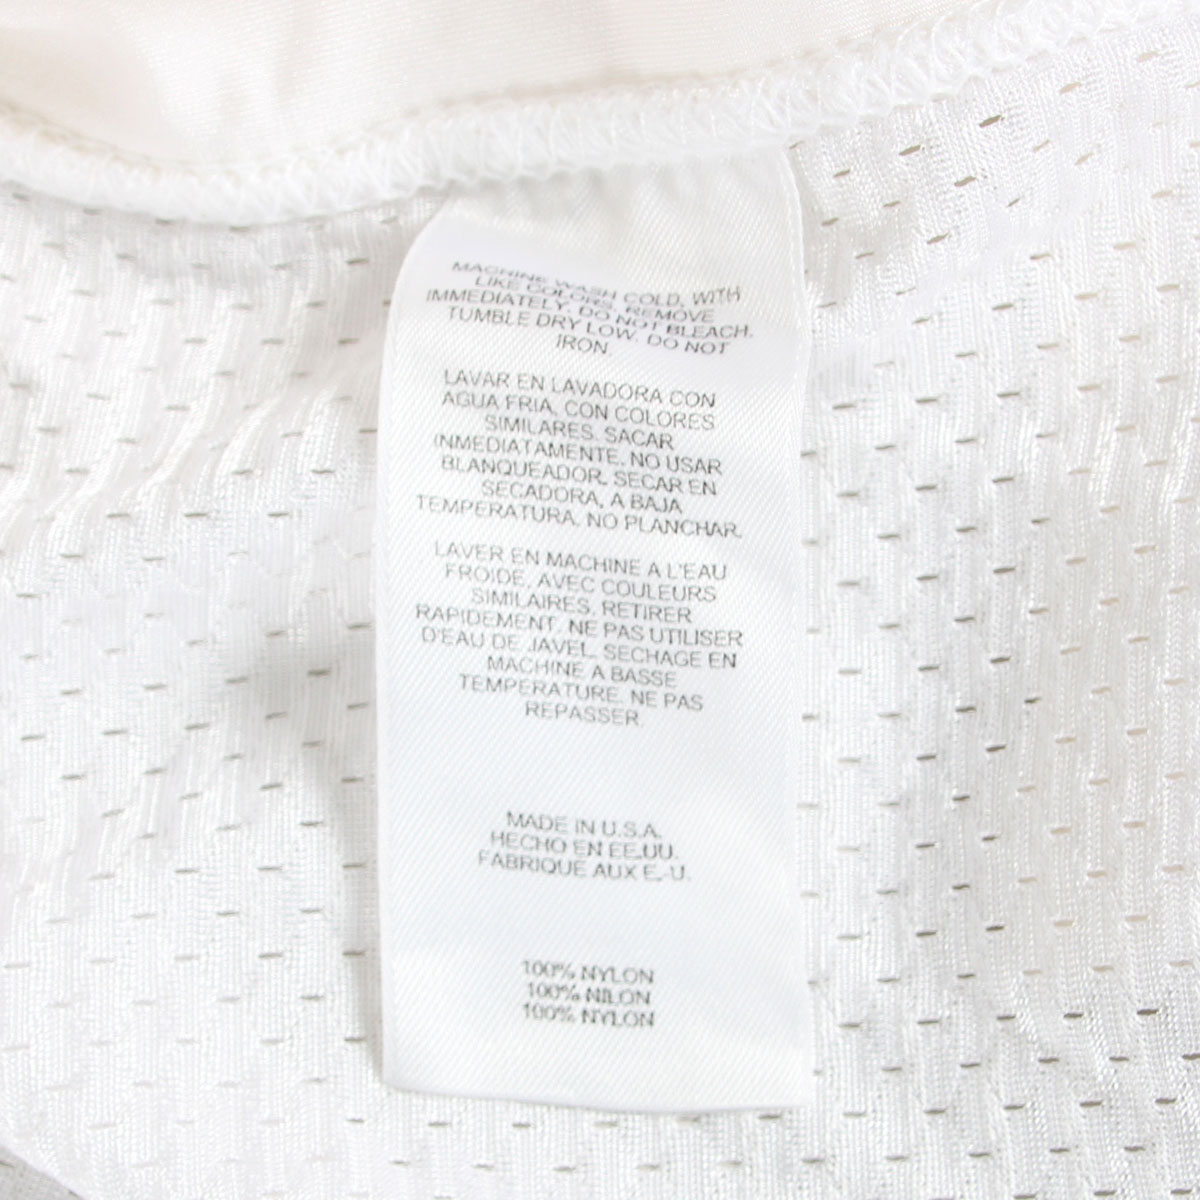 MACHINE WASH COLD, WITH
LIKE COLORS, REMOVE
IMMEDIATELY, DO NOT BLEACH.
TUMBLE DRY LOW. DO NOT
IRON.
LAVAR EN LAVADORA CON
AGUA FRIA, CON COLORES
SIMILARES. SACAR
INMEDIATAMENTE. NO USAR
BLANQUEADOR. SECAR EN
SECADORA, A BAJA
TEMPERATURA. NO PLANCHAR.
LAVER EN MACHINE A L'EAU
FROIDE, AVEC COULEURS
SIMILAIRES. RETIRER
RAPIDEMENT. NE PAS UTILISER
D'EAU DE JAVEL. SECHAGE EN
MACHINE A BASSE
TEMPERATURE. NE PAS
REPASSER.
MADE IN U.S.A.
HECHO EN EE.UU.
FABRIQUE AUX E.-U.
100% NYLON
100% NILON
100% NYLON